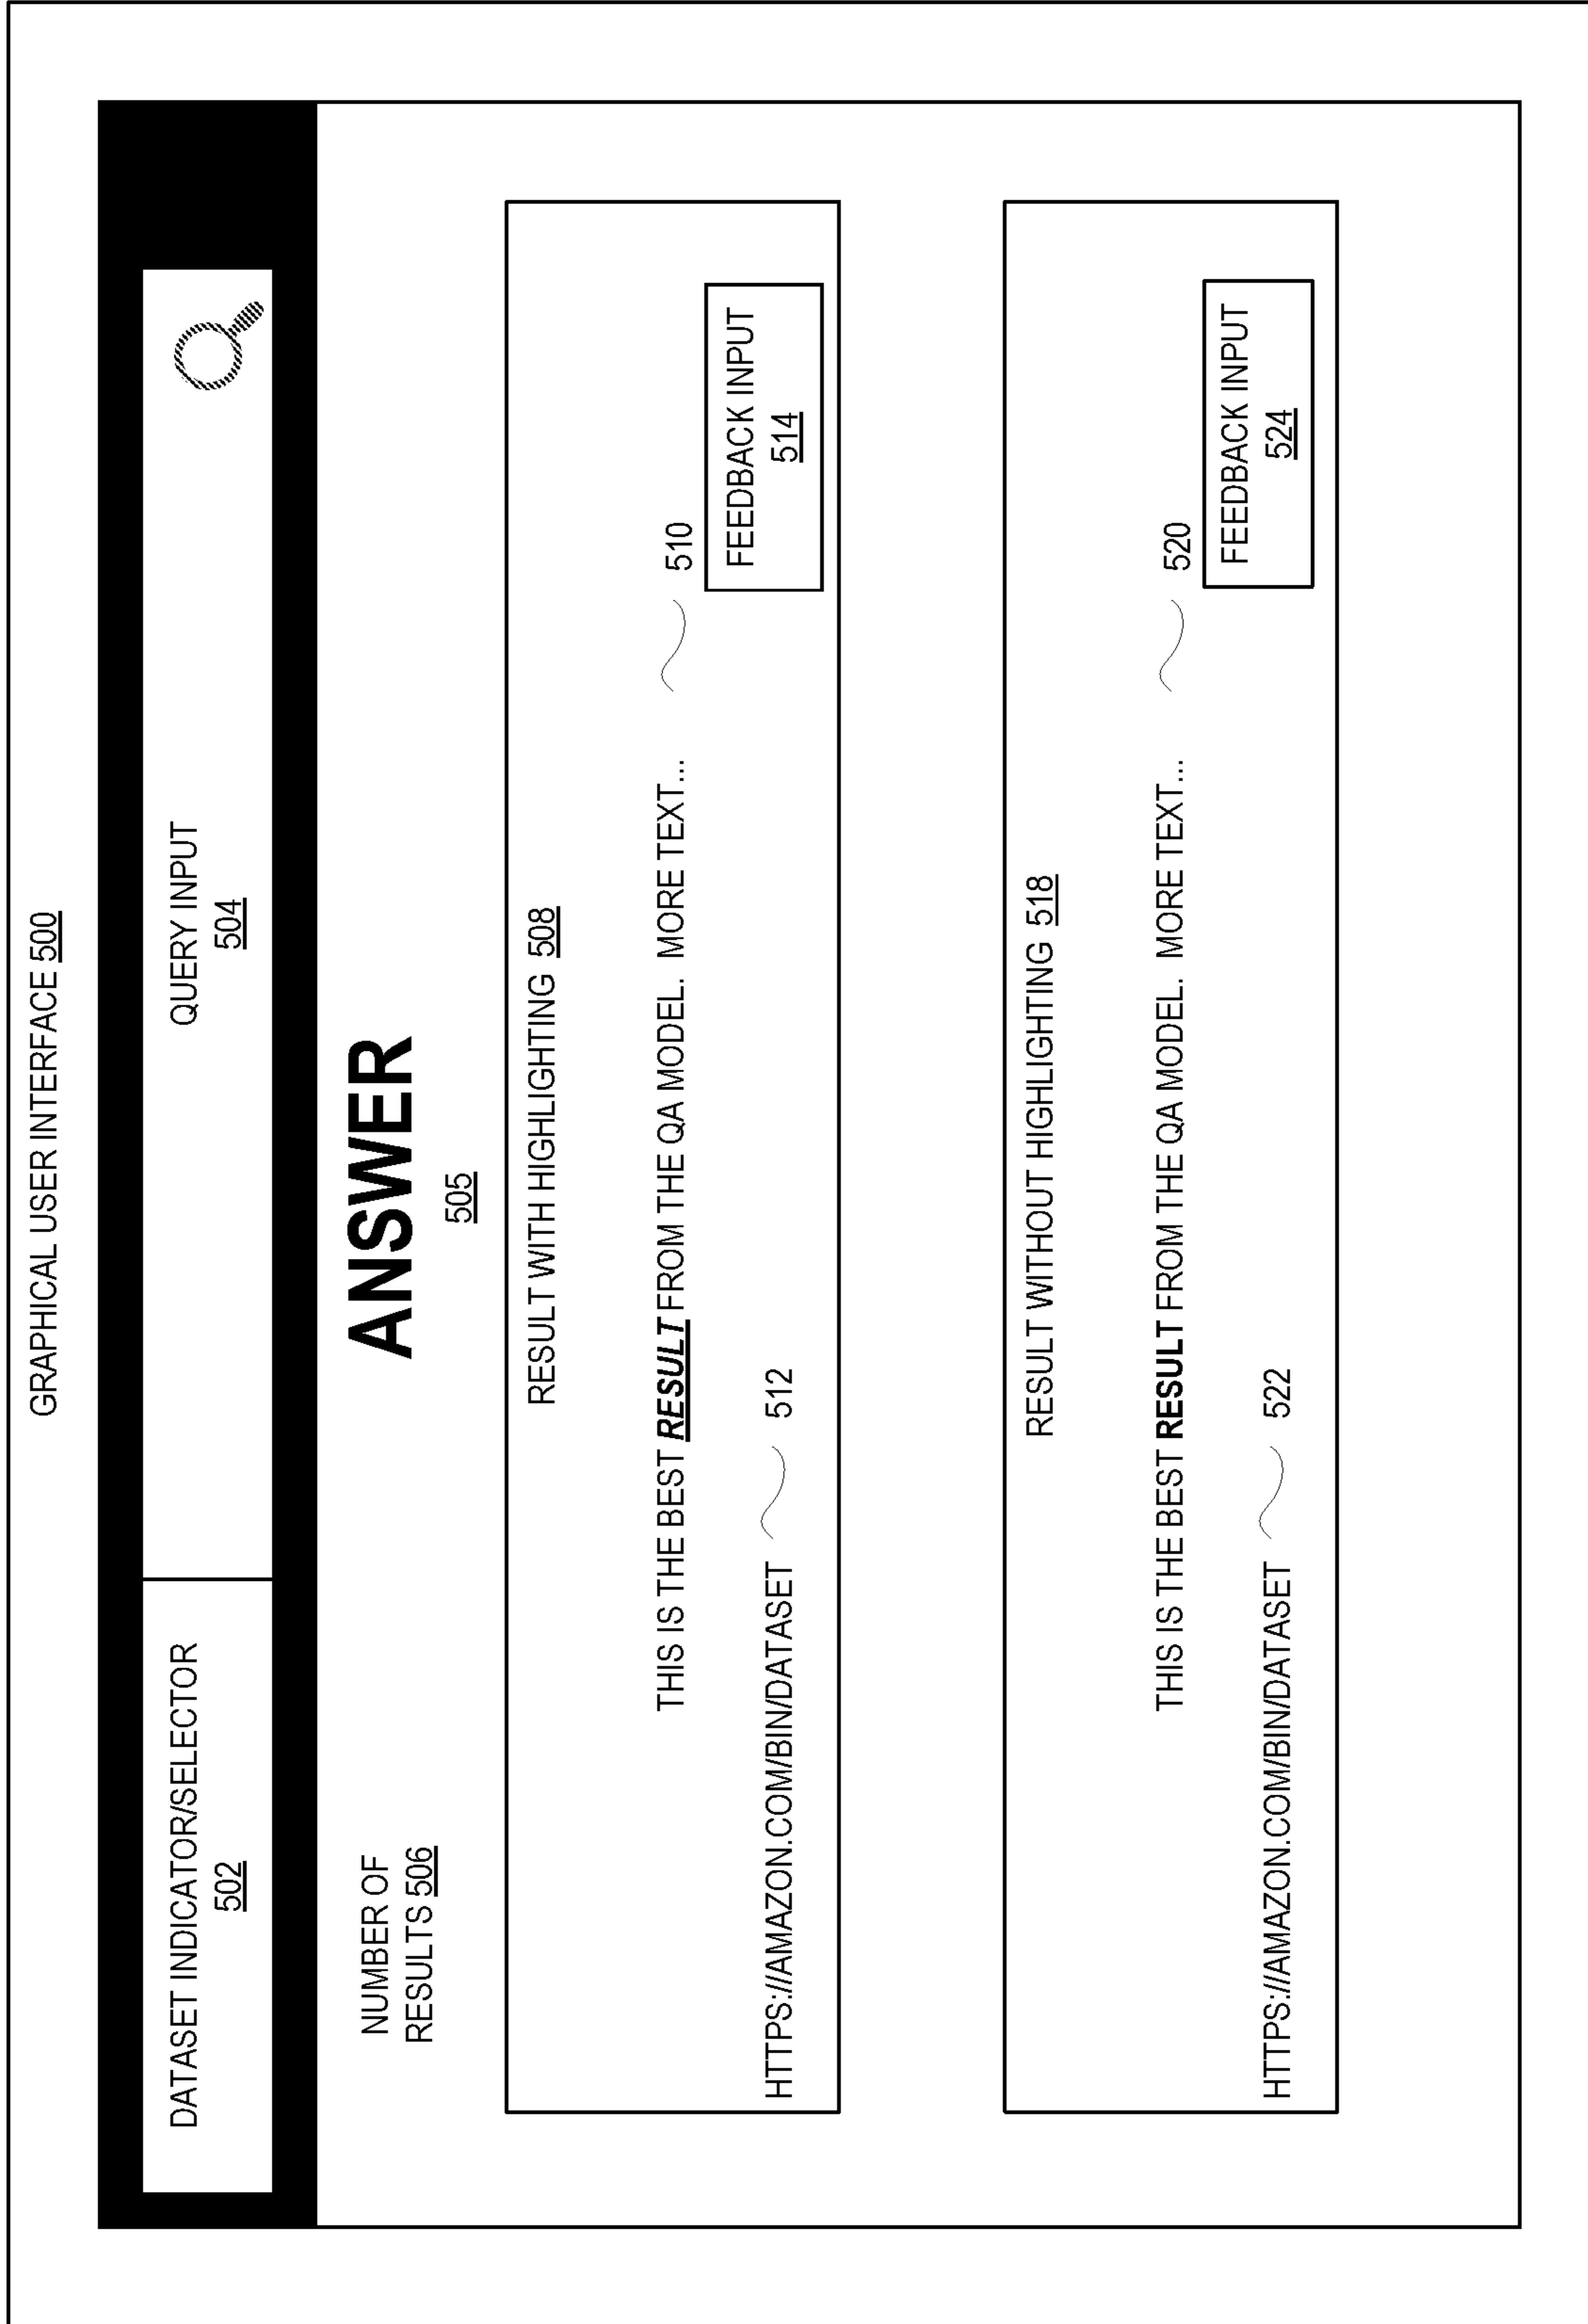 GRAPHICAL USER INTERFACE 500
DATASET INDICATOR/SELECTOR
502
QUERY INPUT
504
NUMBER OF
RESULTS 506
ANSWER
505
RESULT WITH HIGHLIGHTING 508
THIS IS THE BEST RESULT FROM THE QA MODEL. MORE TEXT...
510
HTTPS://AMAZON.COM/BIN/DATASET
512
FEEDBACK INPUT
514
RESULT WITHOUT HIGHLIGHTING 518
THIS IS THE BEST RESULT FROM THE QA MODEL. MORE TEXT...
520
HTTPS://AMAZON.COM/BIN/DATASET
522
FEEDBACK INPUT
524